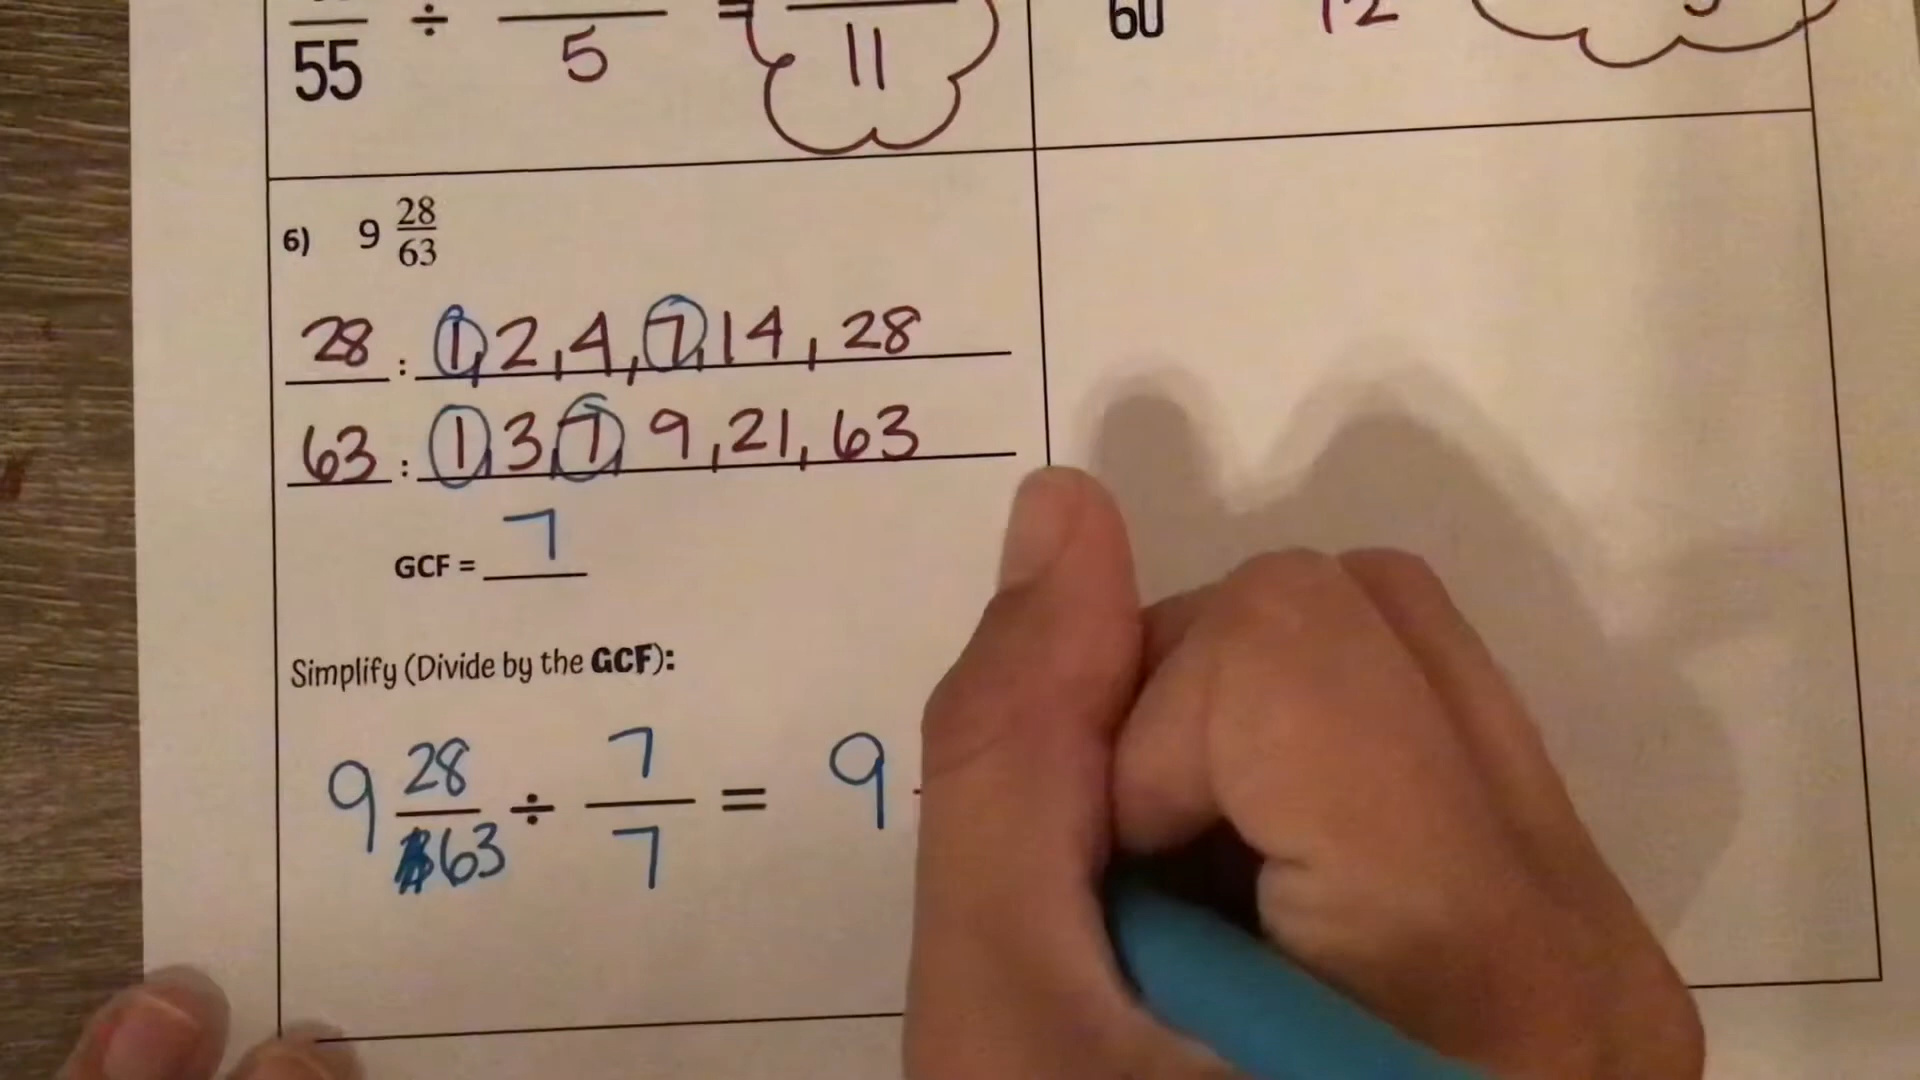 55 ÷ 5 = 11
60 12
6) 9 28/63
28 : 1, 2, 4, 7, 14, 28
63 : 1, 3, 7, 9, 21, 63
GCF = 7
Simplify (Divide by the GCF):
9 28/63 ÷ 7/7 = 9